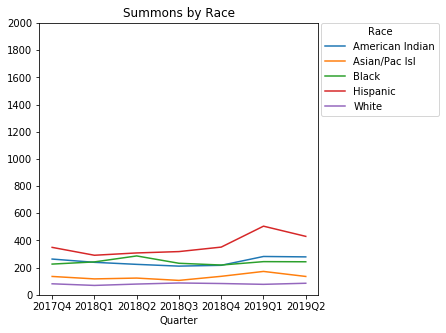 Summons by Race
2000
1800
1600
1400
1200
1000
800
600
400
200
0
2017Q4 2018Q1 2018Q2 2018Q3 2018Q4 2019Q1 2019Q2
Quarter
Race
American Indian
Asian/Pac Isl
Black
Hispanic
White